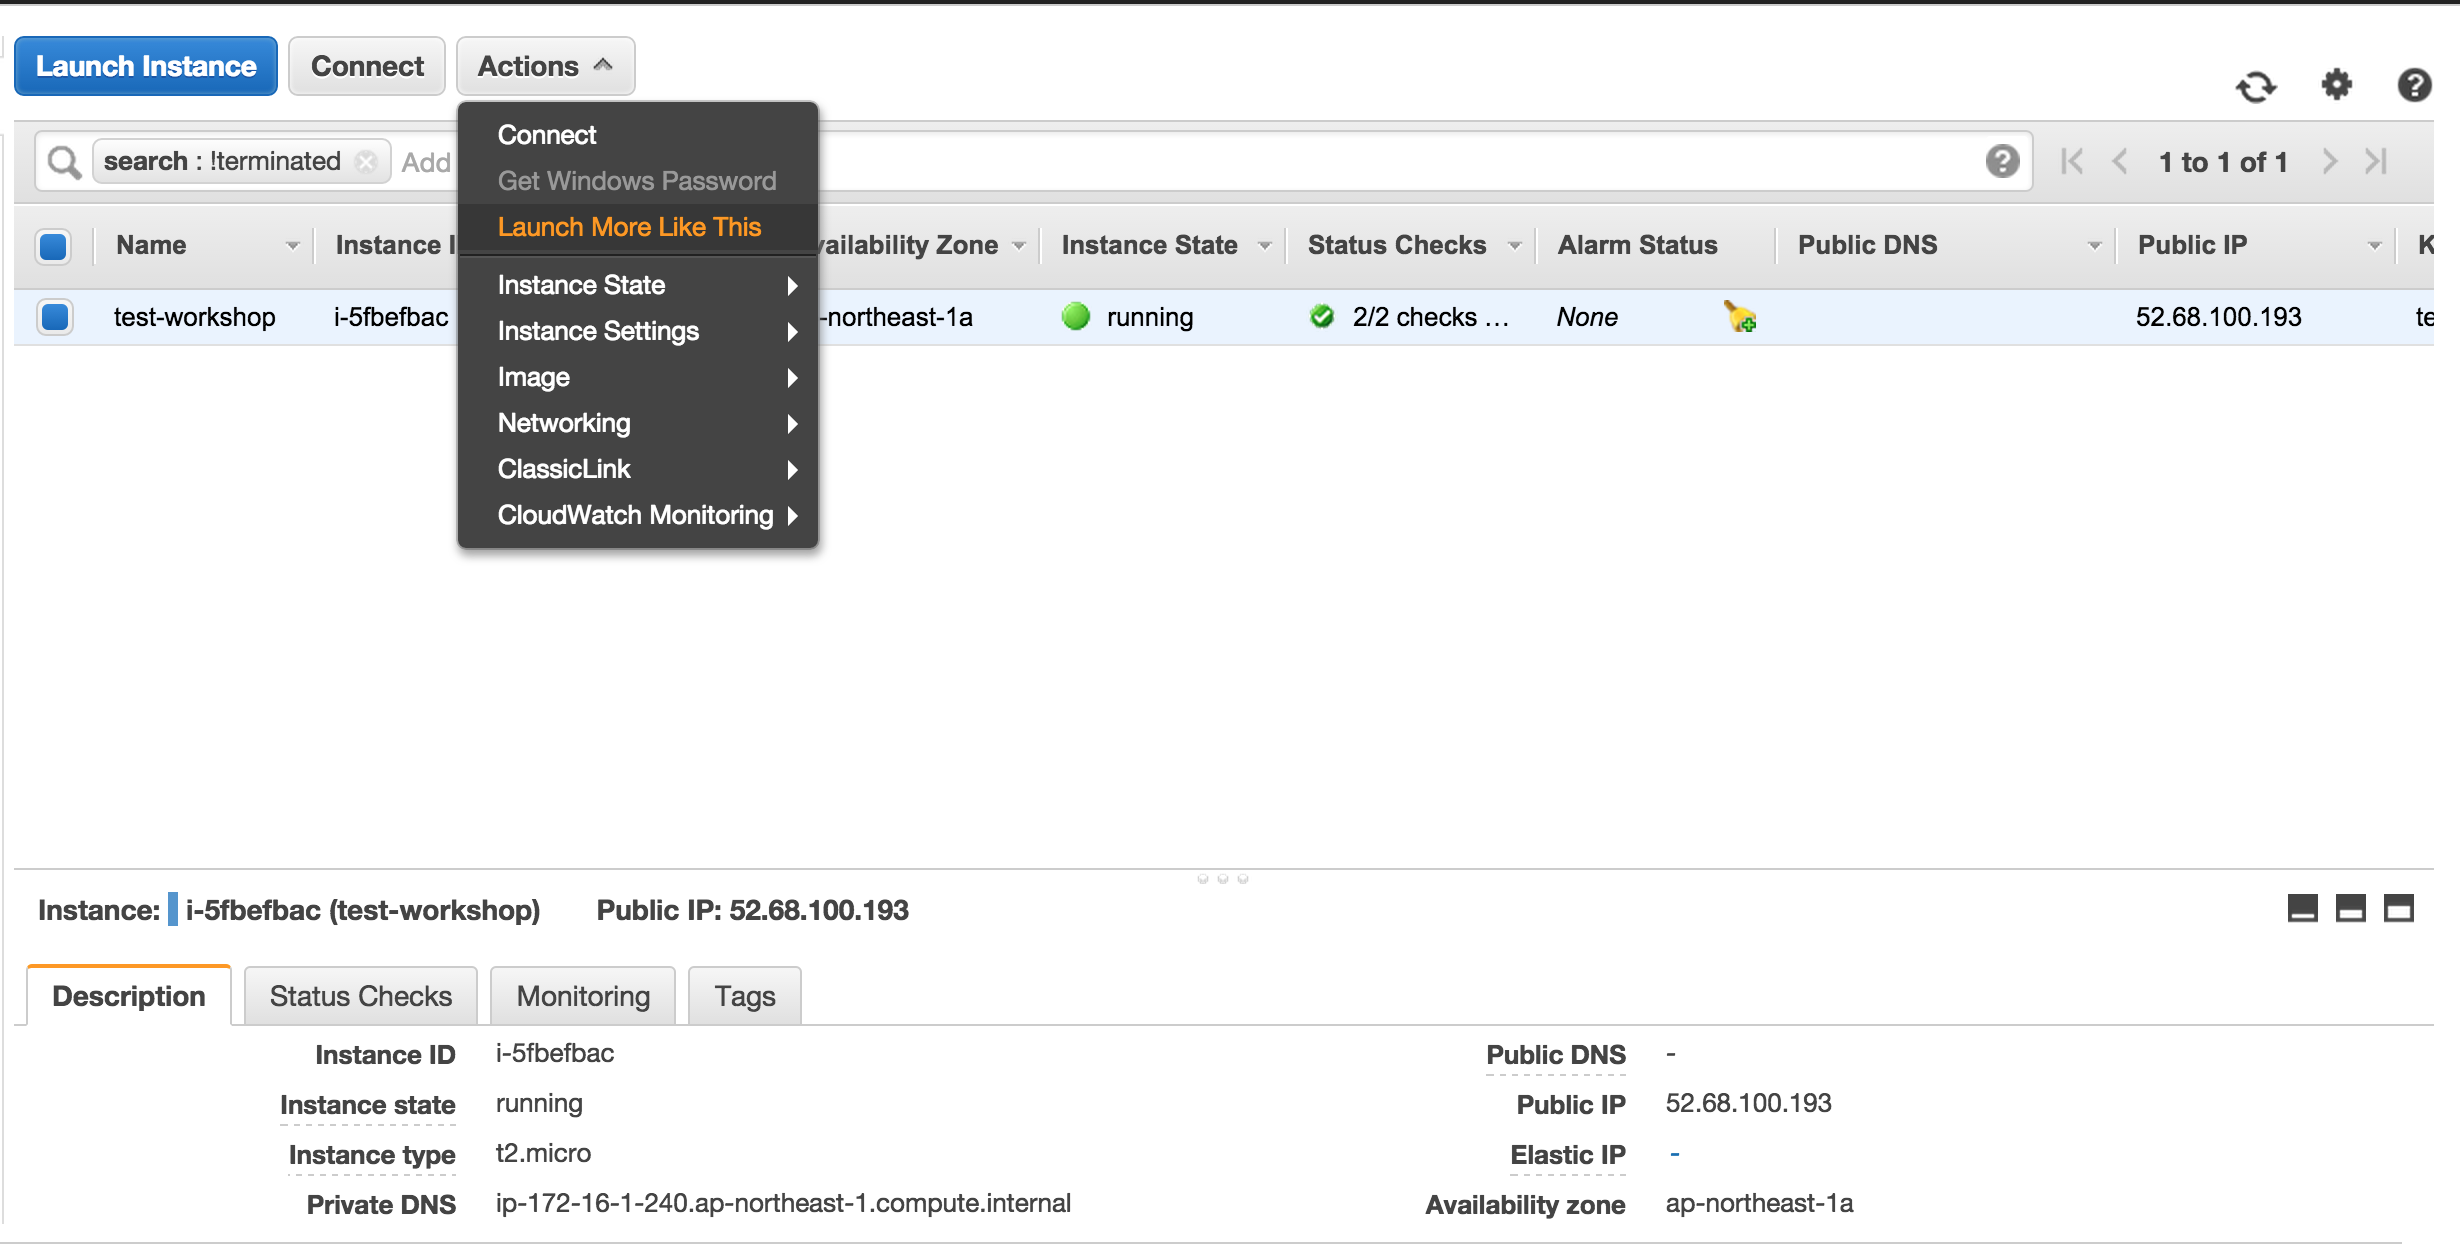 Launch Instance Connect Actions
search : !terminated Add
1 to 1 of 1
Connect
Get Windows Password
Launch More Like This
Instance State
Instance Settings
Image
Networking
ClassicLink
CloudWatch Monitoring
Name Instance I vailability Zone Instance State Status Checks Alarm Status Public DNS Public IP K
test-workshop i-5fbefbac -northeast-1a running 2/2 checks ... None 52.68.100.193 te
Instance: i-5fbefbac (test-workshop) Public IP: 52.68.100.193
Description Status Checks Monitoring Tags
Instance ID i-5fbefbac Public DNS -
Instance state running Public IP 52.68.100.193
Instance type t2.micro Elastic IP -
Private DNS ip-172-16-1-240.ap-northeast-1.compute.internal Availability zone ap-northeast-1a